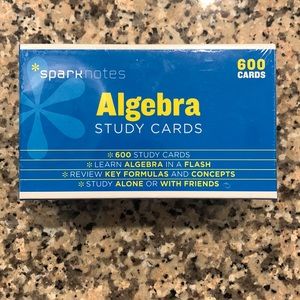 *sparknotes
600
CARDS
Algebra
STUDY CARDS
* 600 STUDY CARDS
* LEARN ALGEBRA IN A FLASH
* REVIEW KEY FORMULAS AND CONCEPTS
* STUDY ALONE OR WITH FRIENDS